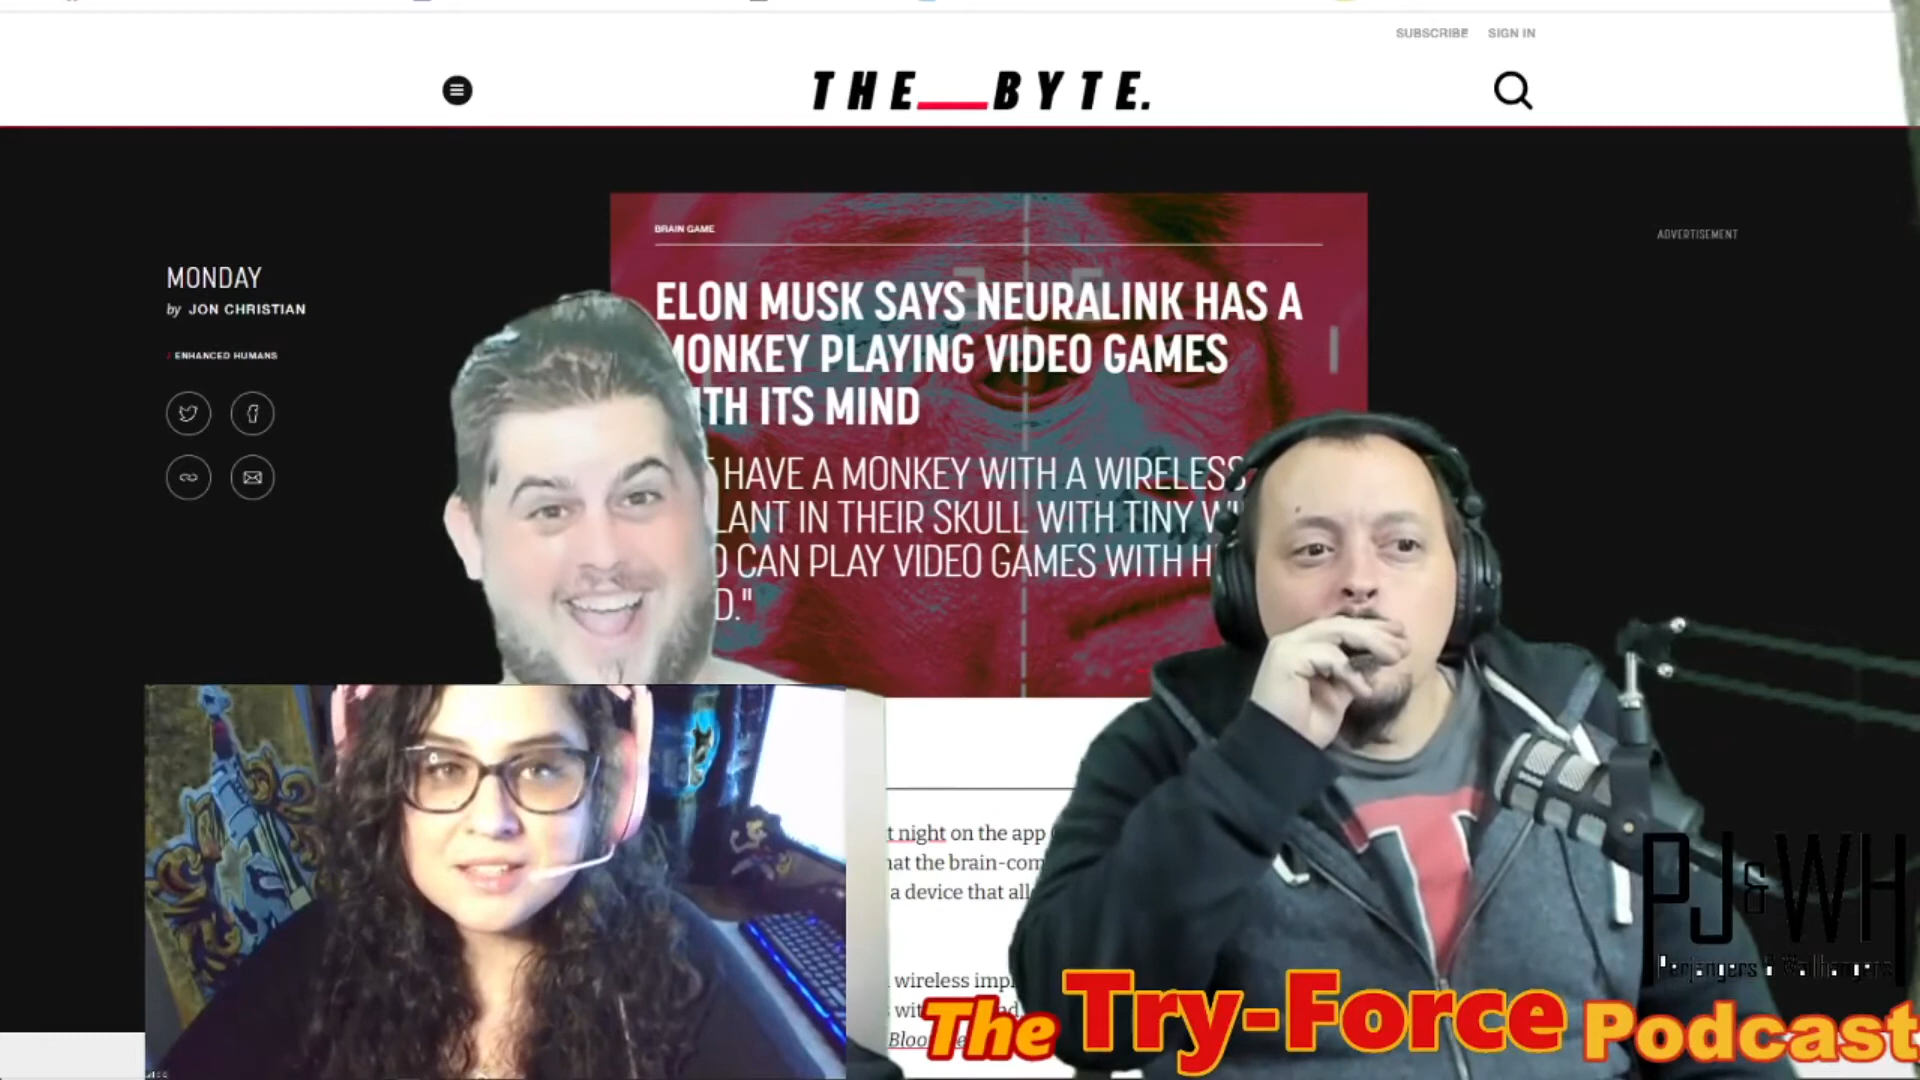 SUBSCRIBE SIGN IN
THE__BYTE.
ADVERTISEMENT
MONDAY
by JON CHRISTIAN
/ ENHANCED HUMANS
BRAIN GAME
ELON MUSK SAYS NEURALINK HAS A
MONKEY PLAYING VIDEO GAMES
ITH ITS MIND
HAVE A MONKEY WITH A WIRELESS
LANT IN THEIR SKULL WITH TINY
CAN PLAY VIDEO GAMES WITH
D."
t night on the app
hat the brain-com
a device that all
wireless impl
wit
Bloo
PJ&WH
The Try-Force Podcast